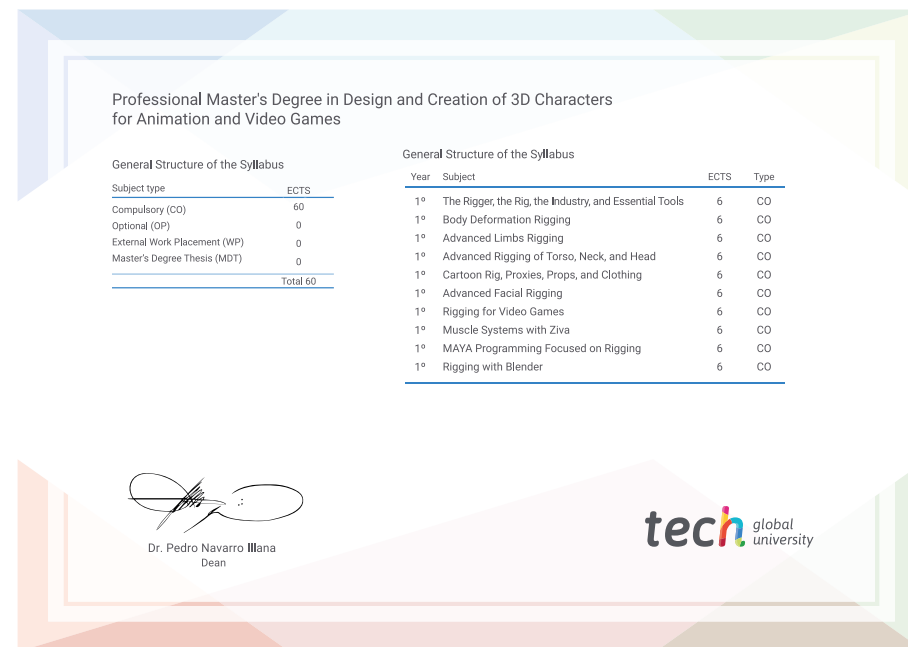 Professional Master's Degree in Design and Creation of 3D Characters
for Animation and Video Games
General Structure of the Syllabus
Subject type ECTS
Compulsory (CO) 60
Optional (OP) 0
External Work Placement (WP) 0
Master's Degree Thesis (MDT) 0
Total 60
General Structure of the Syllabus
Year Subject ECTS Type
1º The Rigger, the Rig, the Industry, and Essential Tools 6 CO
1º Body Deformation Rigging 6 CO
1º Advanced Limbs Rigging 6 CO
1º Advanced Rigging of Torso, Neck, and Head 6 CO
1º Cartoon Rig, Proxies, Props, and Clothing 6 CO
1º Advanced Facial Rigging 6 CO
1º Rigging for Video Games 6 CO
1º Muscle Systems with Ziva 6 CO
1º MAYA Programming Focused on Rigging 6 CO
1º Rigging with Blender 6 CO
Dr. Pedro Navarro Illana
Dean
tech global
university